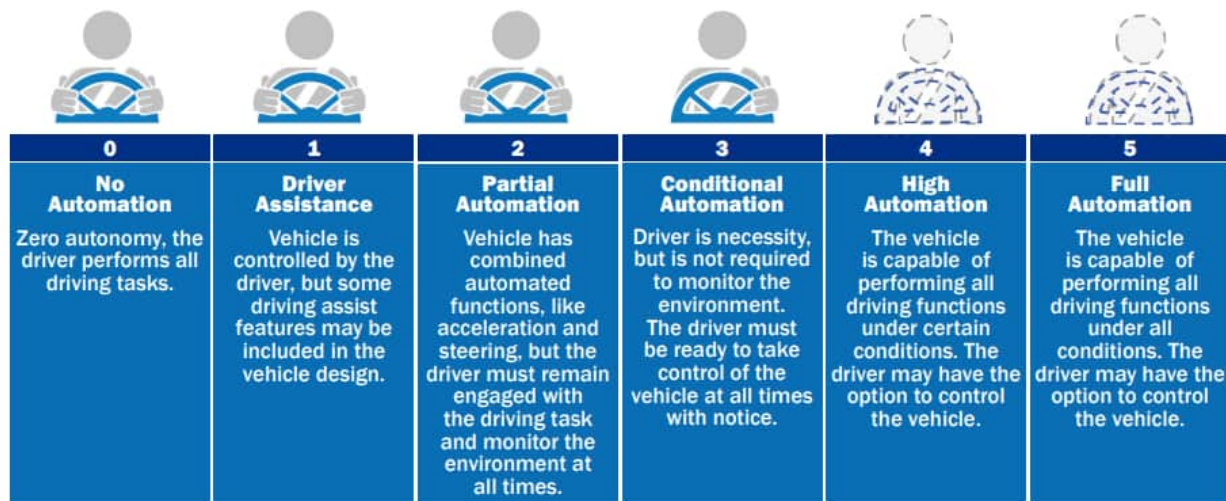 0
No
Automation
Zero autonomy, the
driver performs all
driving tasks.
1
Driver
Assistance
Vehicle is
controlled by the
driver, but some
driving assist
features may be
included in the
vehicle design.
2
Partial
Automation
Vehicle has
combined
automated
functions, like
acceleration and
steering, but the
driver must remain
engaged with
the driving task
and monitor the
environment at
all times.
3
Conditional
Automation
Driver is necessity,
but is not required
to monitor the
environment.
The driver must
be ready to take
control of the
vehicle at all times
with notice.
4
High
Automation
The vehicle
is capable of
performing all
driving functions
under certain
conditions. The
driver may have the
option to control
the vehicle.
5
Full
Automation
The vehicle
is capable of
performing all
driving functions
under all
conditions. The
driver may have the
option to control
the vehicle.